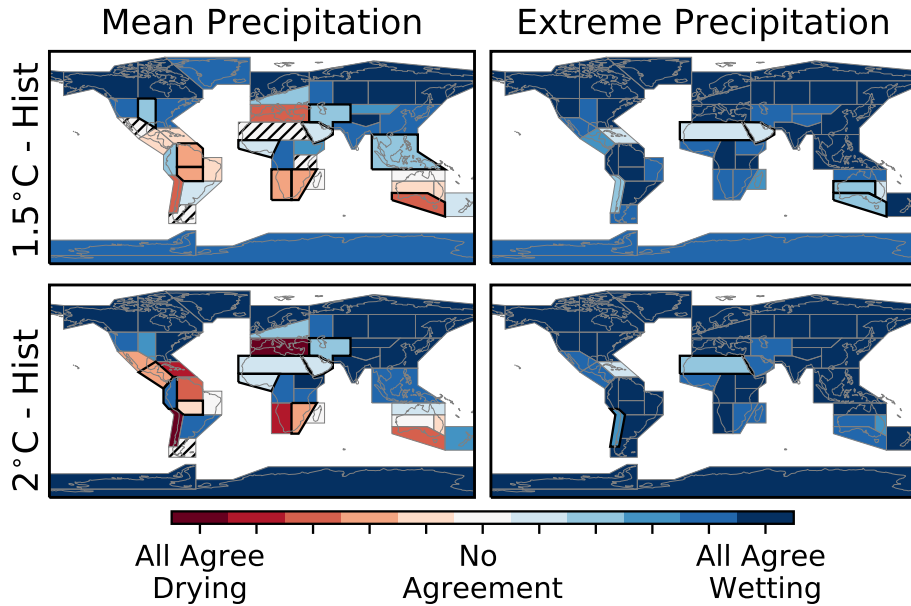 Mean Precipitation
Extreme Precipitation
1.5°C - Hist
2°C - Hist
All Agree
Drying
No
Agreement
All Agree
Wetting